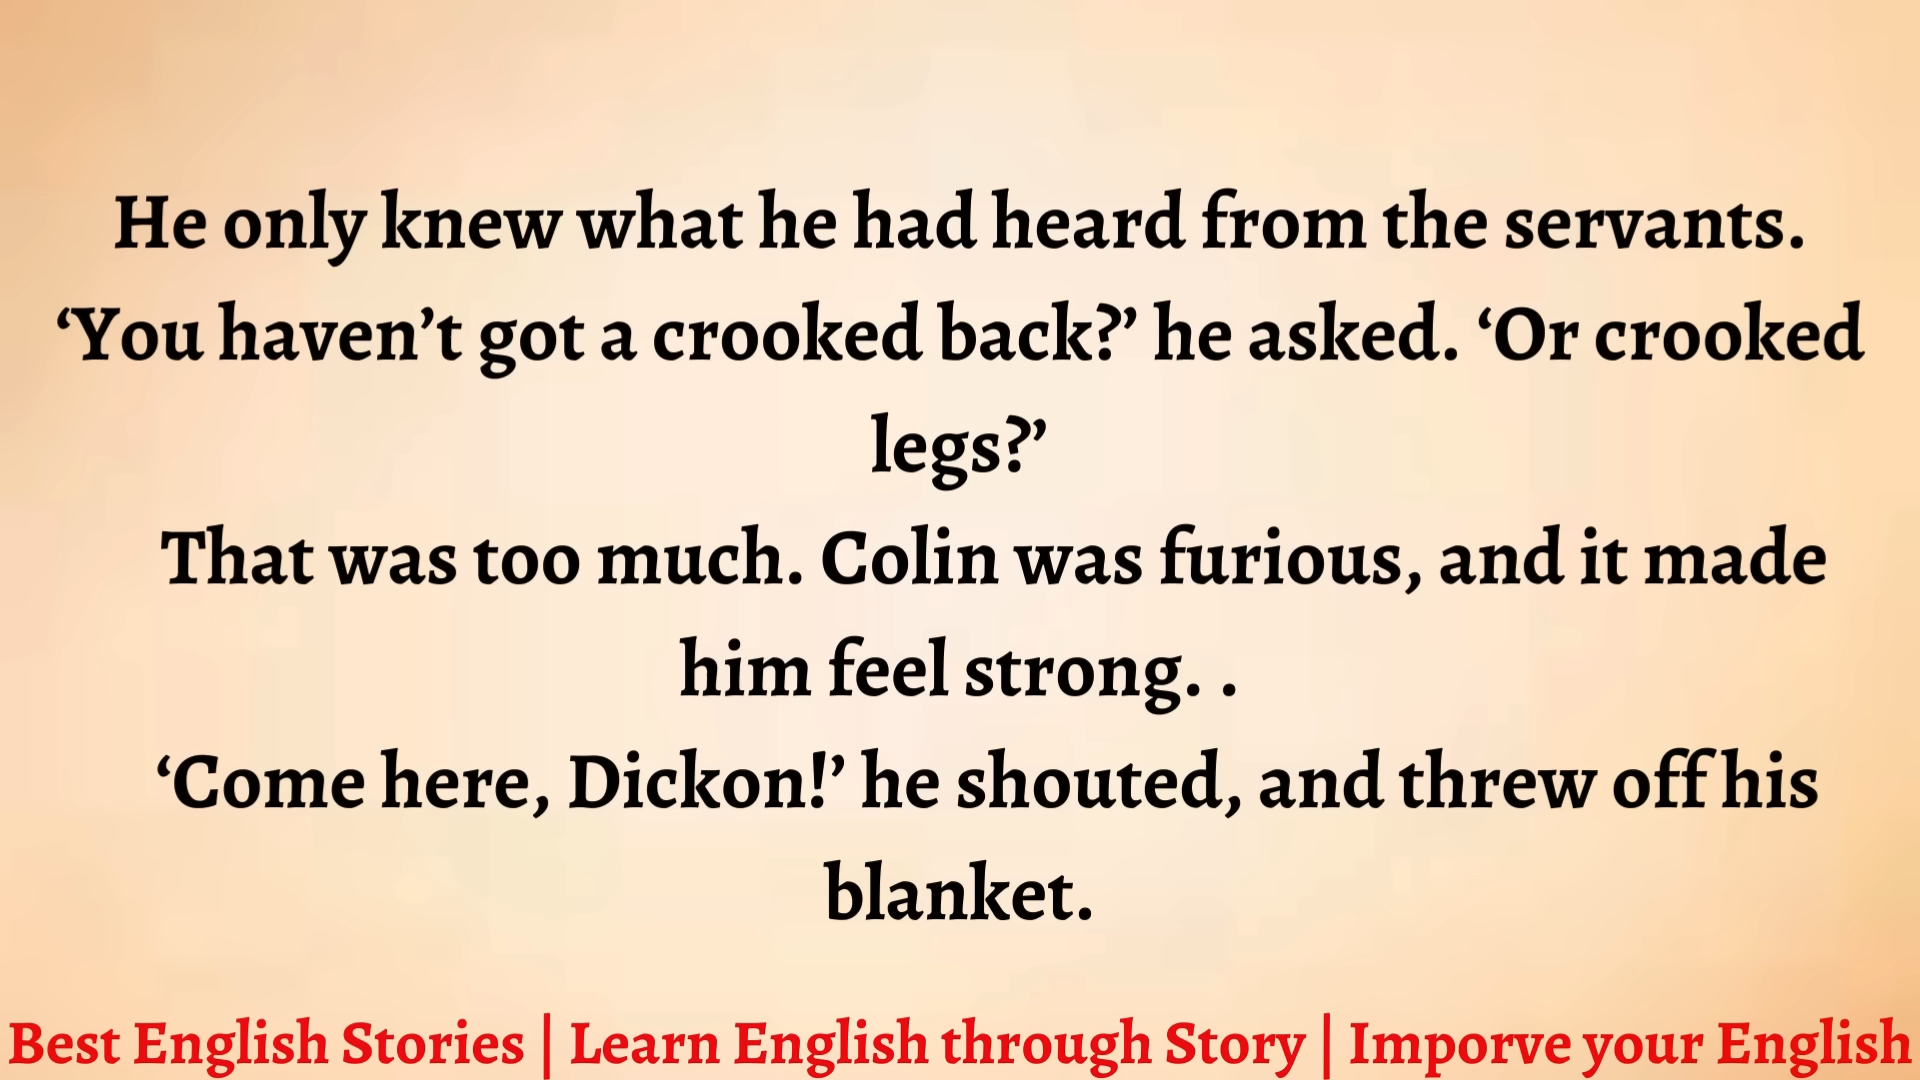 He only knew what he had heard from the servants.
‘You haven’t got a crooked back?’ he asked. ‘Or crooked
legs?’
That was too much. Colin was furious, and it made
him feel strong. .
‘Come here, Dickon!’ he shouted, and threw off his
blanket.
Best English Stories | Learn English through Story | Imporve your English